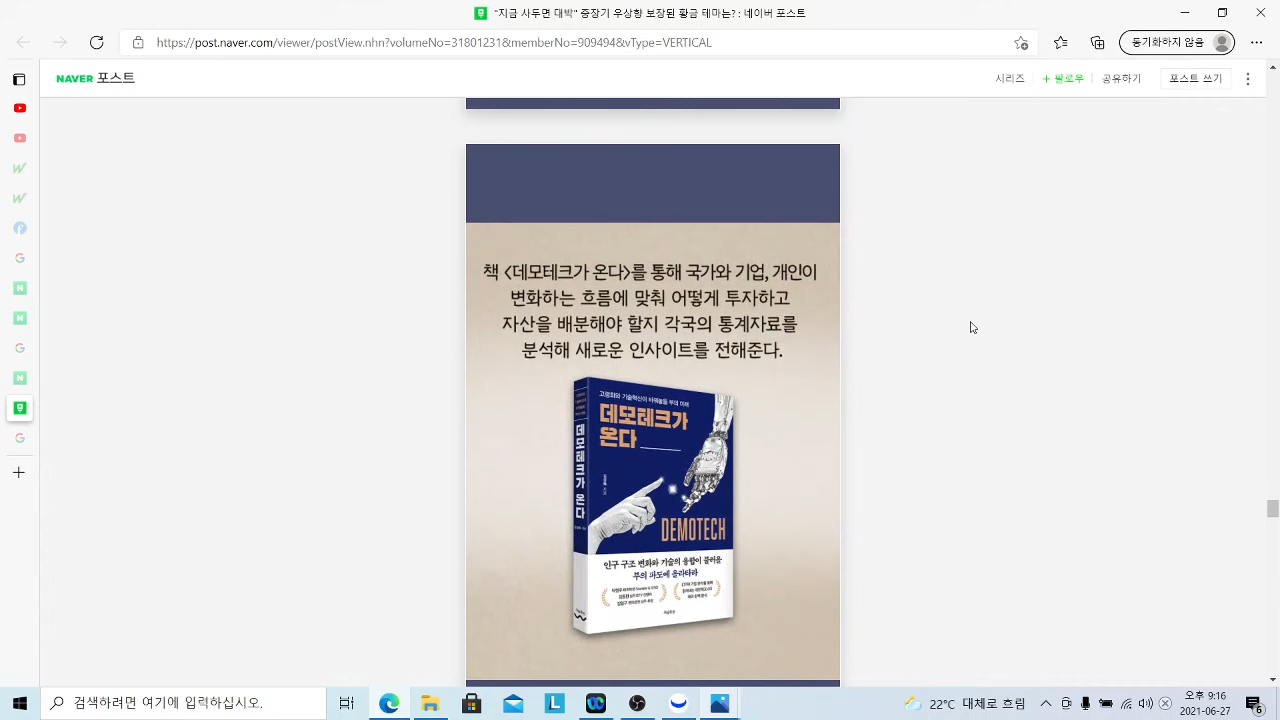 "지금 사두면 대박" 중장기 우상향 보장된 황금 테마는? : 네이버 포스트
https://post.naver.com/viewer/postView.nhn?volumeNo=31801231&memberNo=909494&vType=VERTICAL
동기화하지 않음
NAVER 포스트
시리즈
+ 팔로우
공유하기
포스트 쓰기
책 <데모테크가 온다>를 통해 국가와 기업, 개인이
변화하는 흐름에 맞춰 어떻게 투자하고
자산을 배분해야 할지 각국의 통계자료를
분석해 새로운 인사이트를 전해준다.
고령화와 기술혁신이 바꿔놓을 부의 미래
데모테크가
온다
데모테크가 온다
DEMOTECH
인구 구조 변화와 기술의 융합이 불러올
부의 파도에 올라타라
검색하려면 여기에 입력하십시오.
22°C 대체로 흐림
오후 9:16
2021-06-27
6